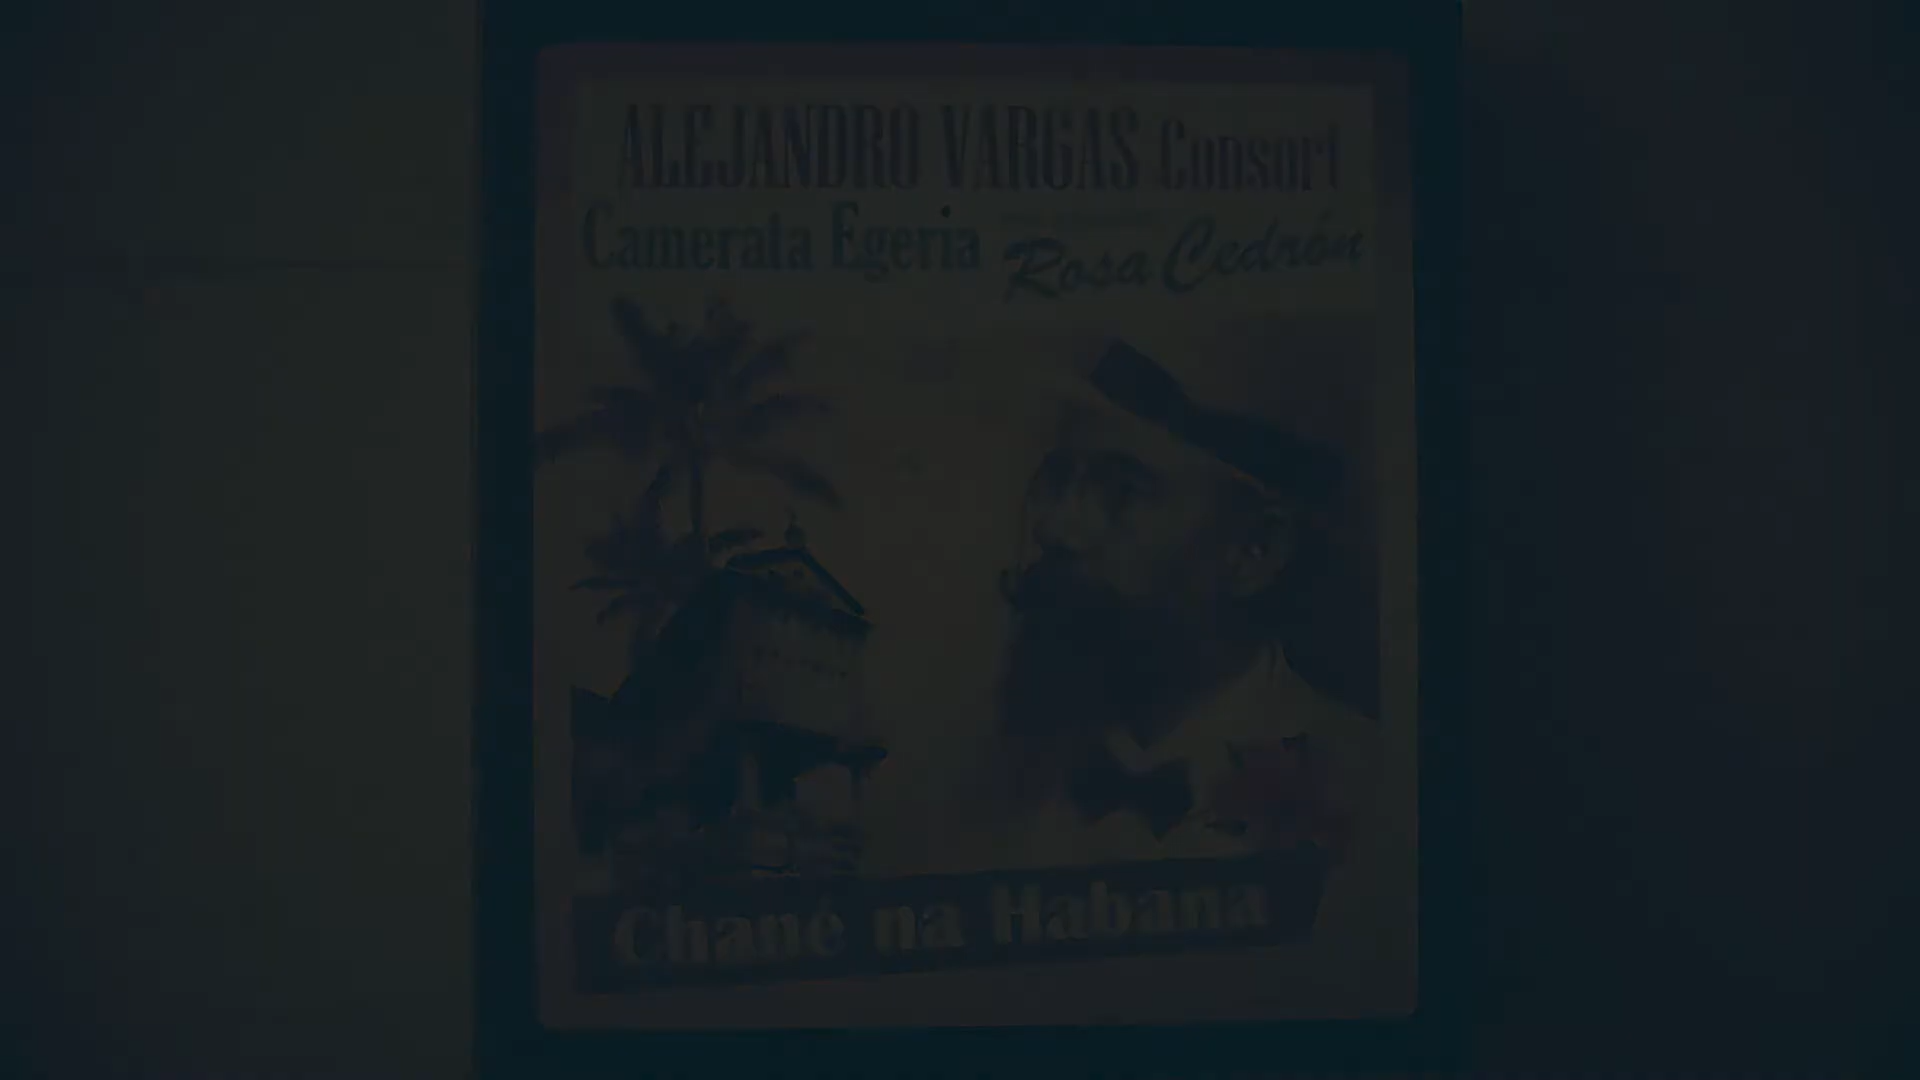 ALEJANDRO VARGAS Consort
Camerata Egeria
Rosa Cedrón
Chané na Habana